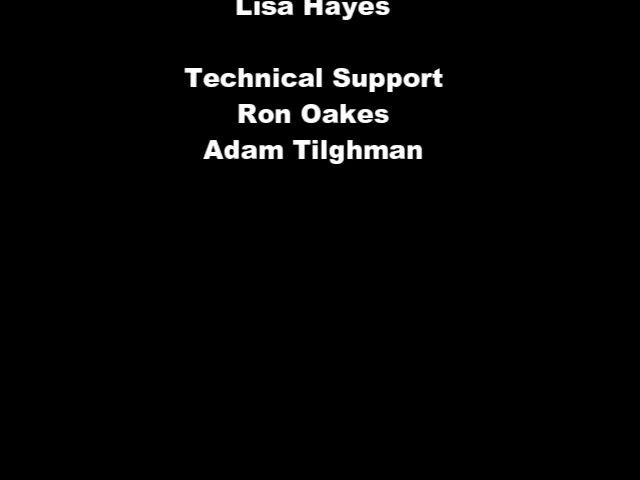 Lisa Hayes
Technical Support
Ron Oakes
Adam Tilghman